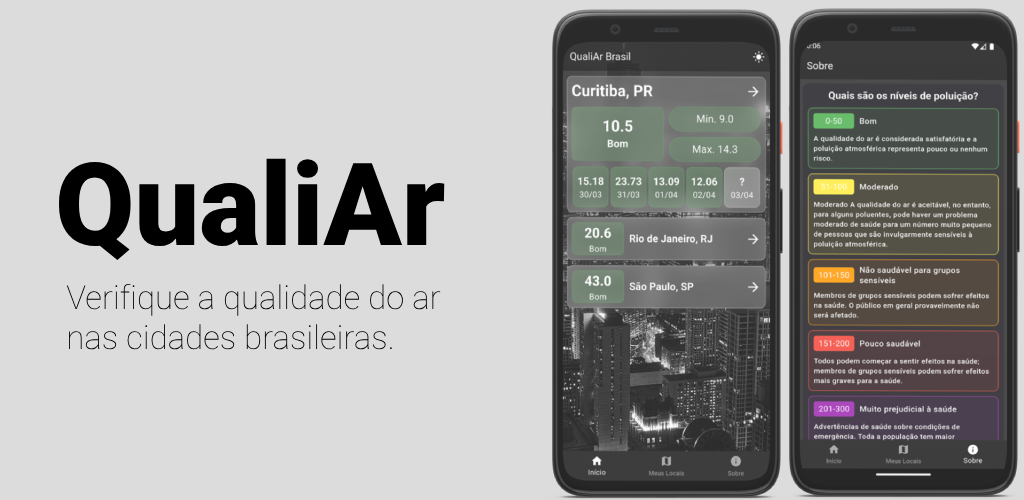 QualiAr
Verifique a qualidade do ar
nas cidades brasileiras.
QualiAr Brasil
Curitiba, PR
10.5
Bom
Min. 9.0
Max. 14.3
15.18 23.73 13.09 12.06 ?
30/03 31/03 01/04 02/04 03/04
20.6
Bom
Rio de Janeiro, RJ
43.0
Bom
São Paulo, SP
Início Meus Locais Sobre
:06
Sobre
Quais são os níveis de poluição?
0-50 Bom
A qualidade do ar é considerada satisfatória e a
poluição atmosférica representa pouco ou nenhum
risco.
51-100 Moderado
Moderado A qualidade do ar é aceitável, no entanto,
para alguns poluentes, pode haver um problema
moderado de saúde para um número muito pequeno
de pessoas que são invulgarmente sensíveis à
poluição atmosférica.
101-150 Não saudável para grupos
sensíveis
Membros de grupos sensíveis podem sofrer efeitos
na saúde. O público em geral provavelmente não
será afetado.
151-200 Pouco saudável
Todos podem começar a sentir efeitos na saúde;
membros de grupos sensíveis podem sofrer efeitos
mais graves para a saúde.
201-300 Muito prejudicial à saúde
Advertências de saúde sobre condições de
emergência. Toda a população tem maior
Início Meus Locais Sobre